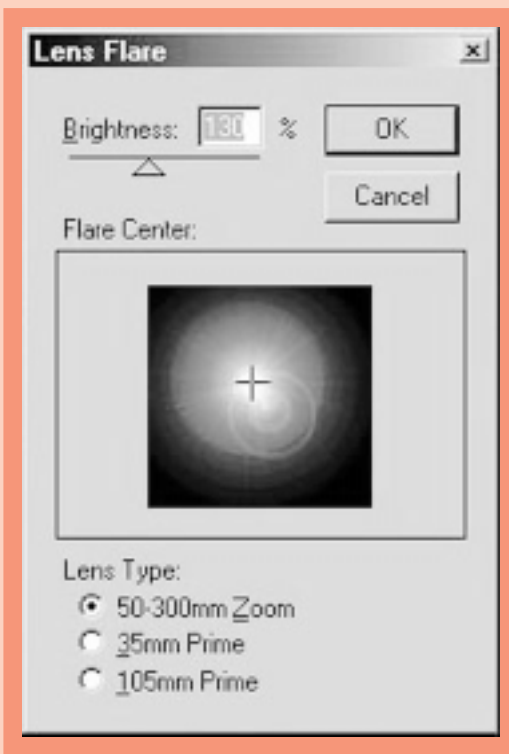 Lens Flare
Brightness: 130 %
OK
Cancel
Flare Center:
Lens Type:
50-300mm Zoom
35mm Prime
105mm Prime